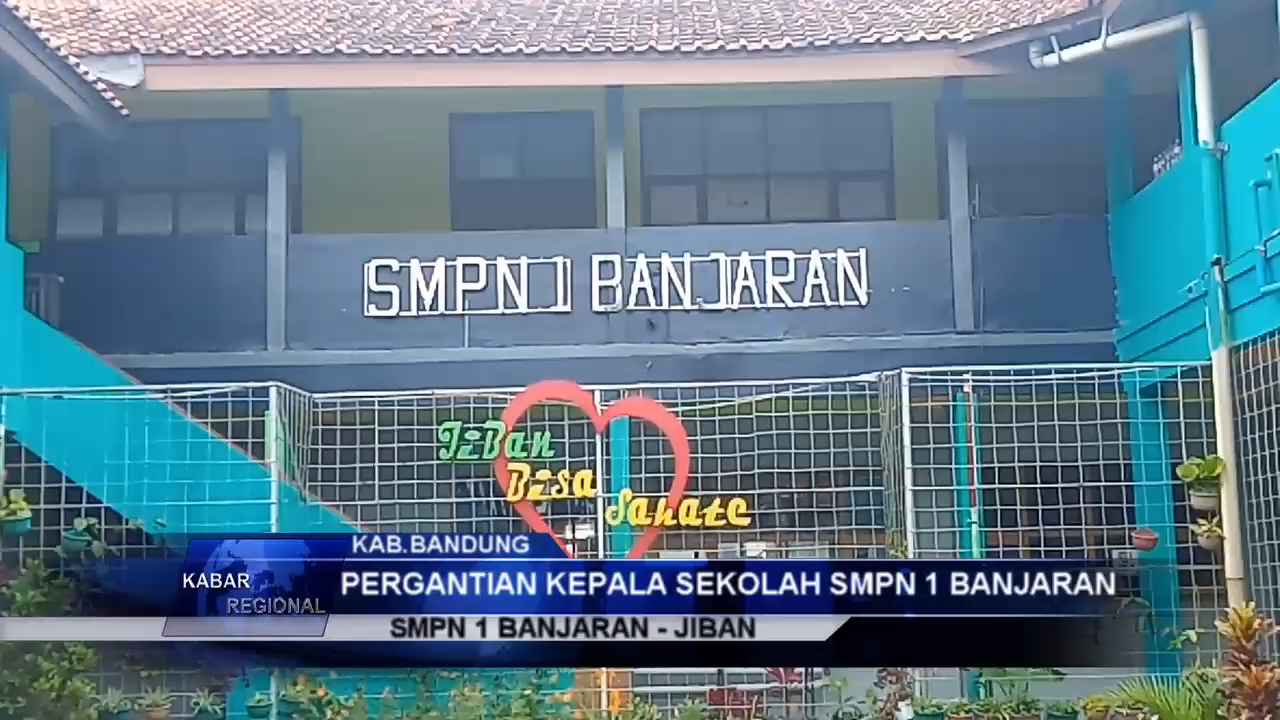 SMPN 1 BANJARAN
JiBan
Bisa
Sahate
KAB.BANDUNG
KABAR
REGIONAL
PERGANTIAN KEPALA SEKOLAH SMPN 1 BANJARAN
SMPN 1 BANJARAN - JIBAN